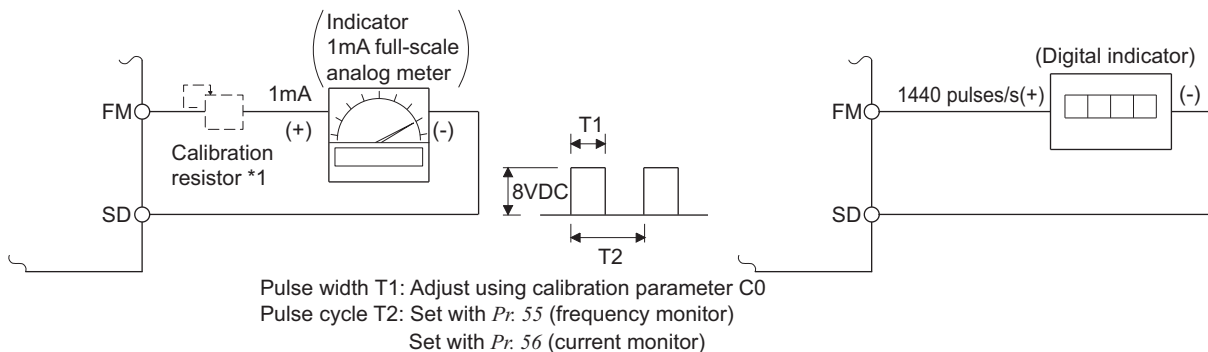 Indicator
1mA full-scale
analog meter
FM
1mA
(+)
(-)
Calibration
resistor *1
SD
T1
8VDC
T2
(Digital indicator)
FM
1440 pulses/s(+)
(-)
SD
Pulse width T1: Adjust using calibration parameter C0
Pulse cycle T2: Set with Pr. 55 (frequency monitor)
Set with Pr. 56 (current monitor)